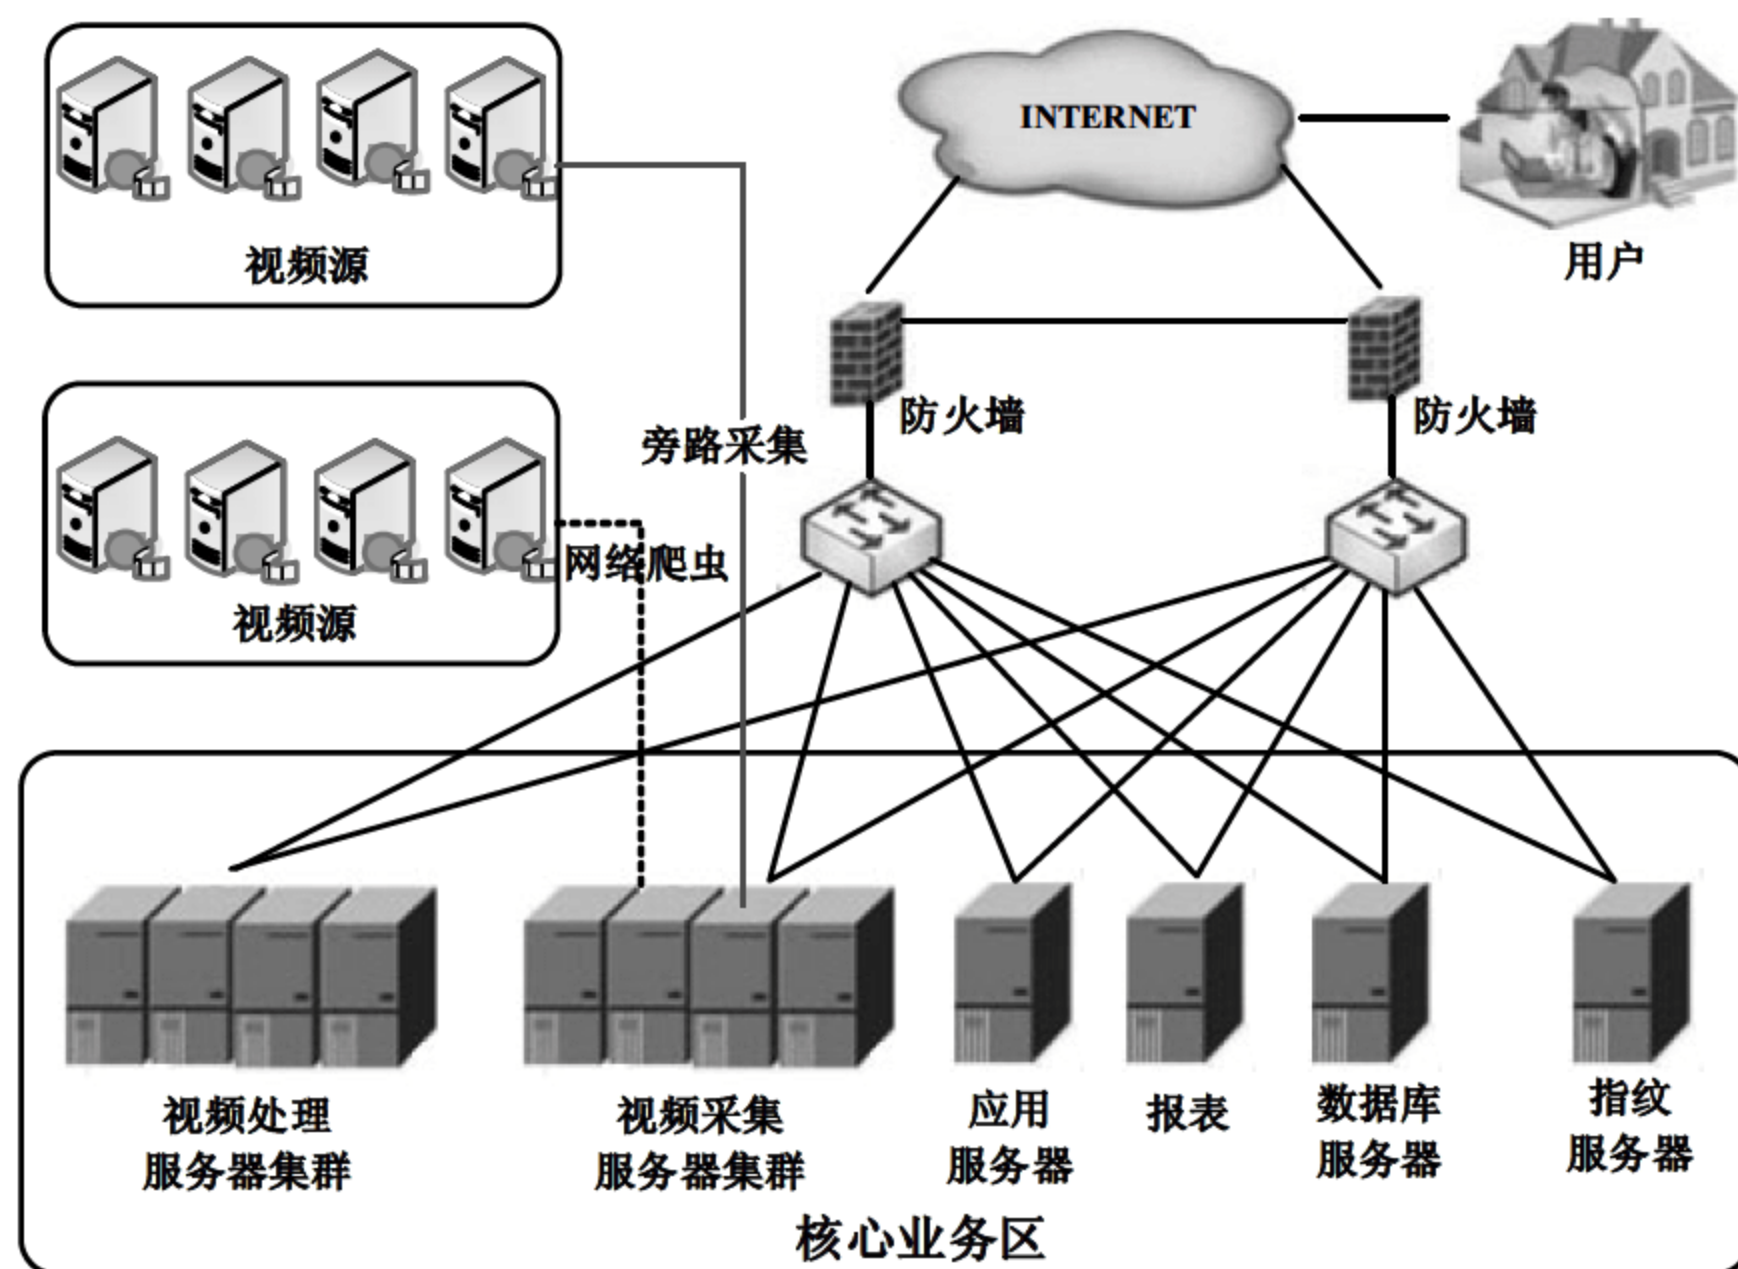 INTERNET
用户
视频源
防火墙
防火墙
旁路采集
网络爬虫
视频源
视频处理
服务器集群
视频采集
服务器集群
应用
服务器
报表
数据库
服务器
指纹
服务器
核心业务区